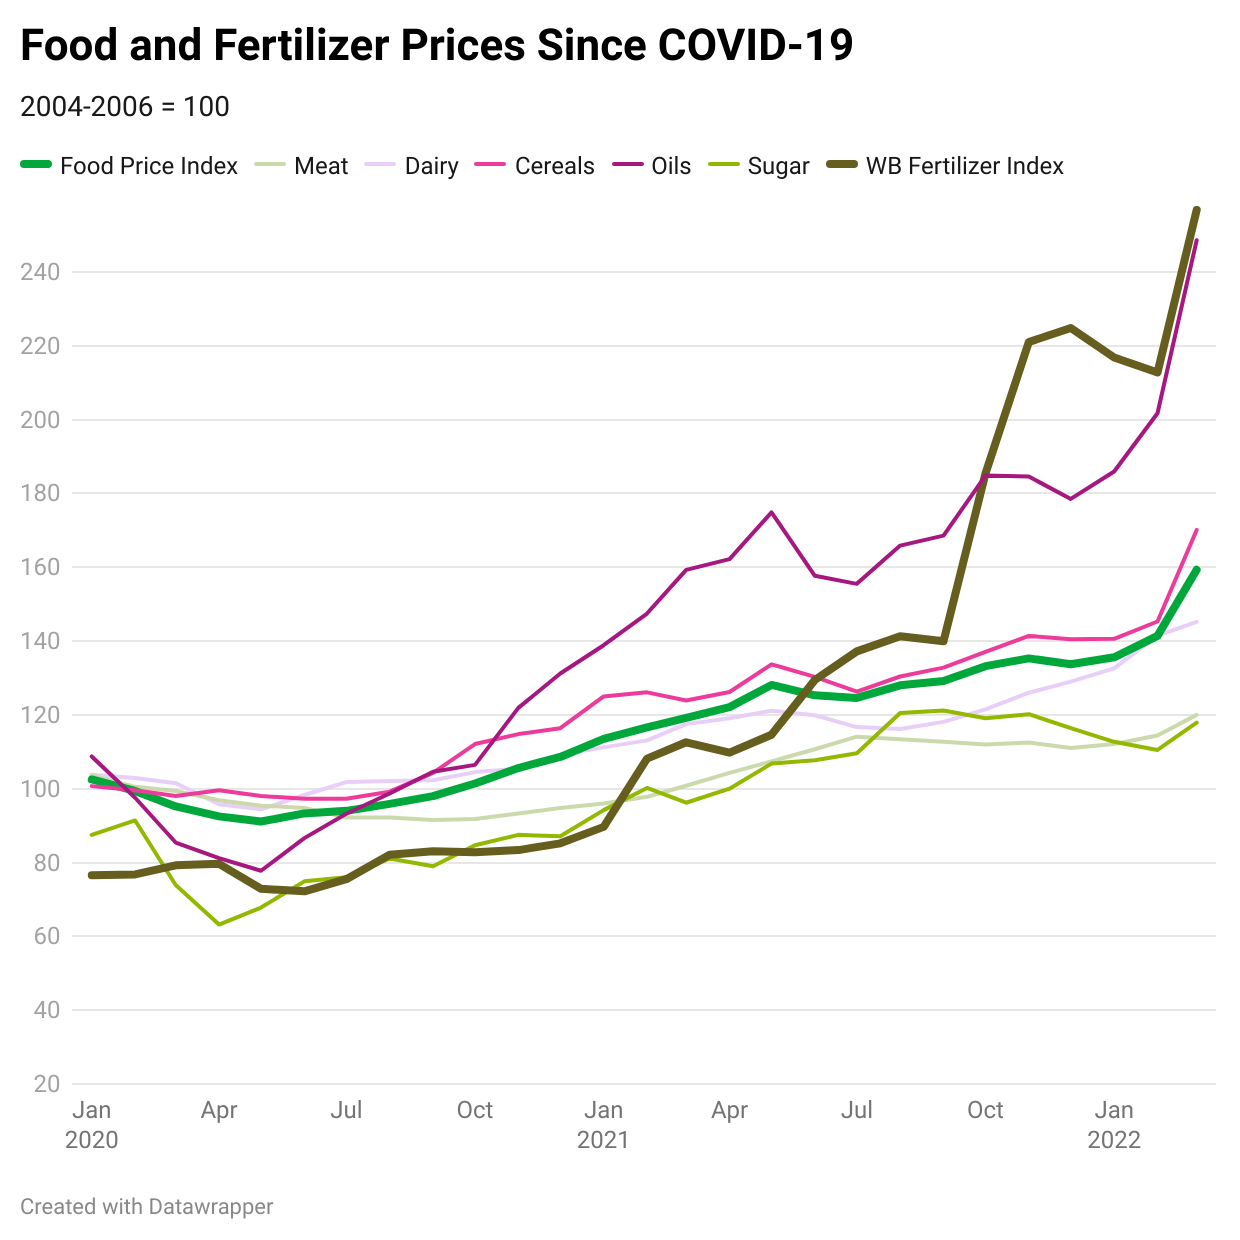 Food and Fertilizer Prices Since COVID-19
2004-2006 = 100
Food Price Index Meat Dairy Cereals Oils Sugar WB Fertilizer Index
240
220
200
180
160
140
120
100
80
60
40
20
Jan Apr Jul Oct Jan Apr Jul Oct Jan
2020 2021 2022
Created with Datawrapper